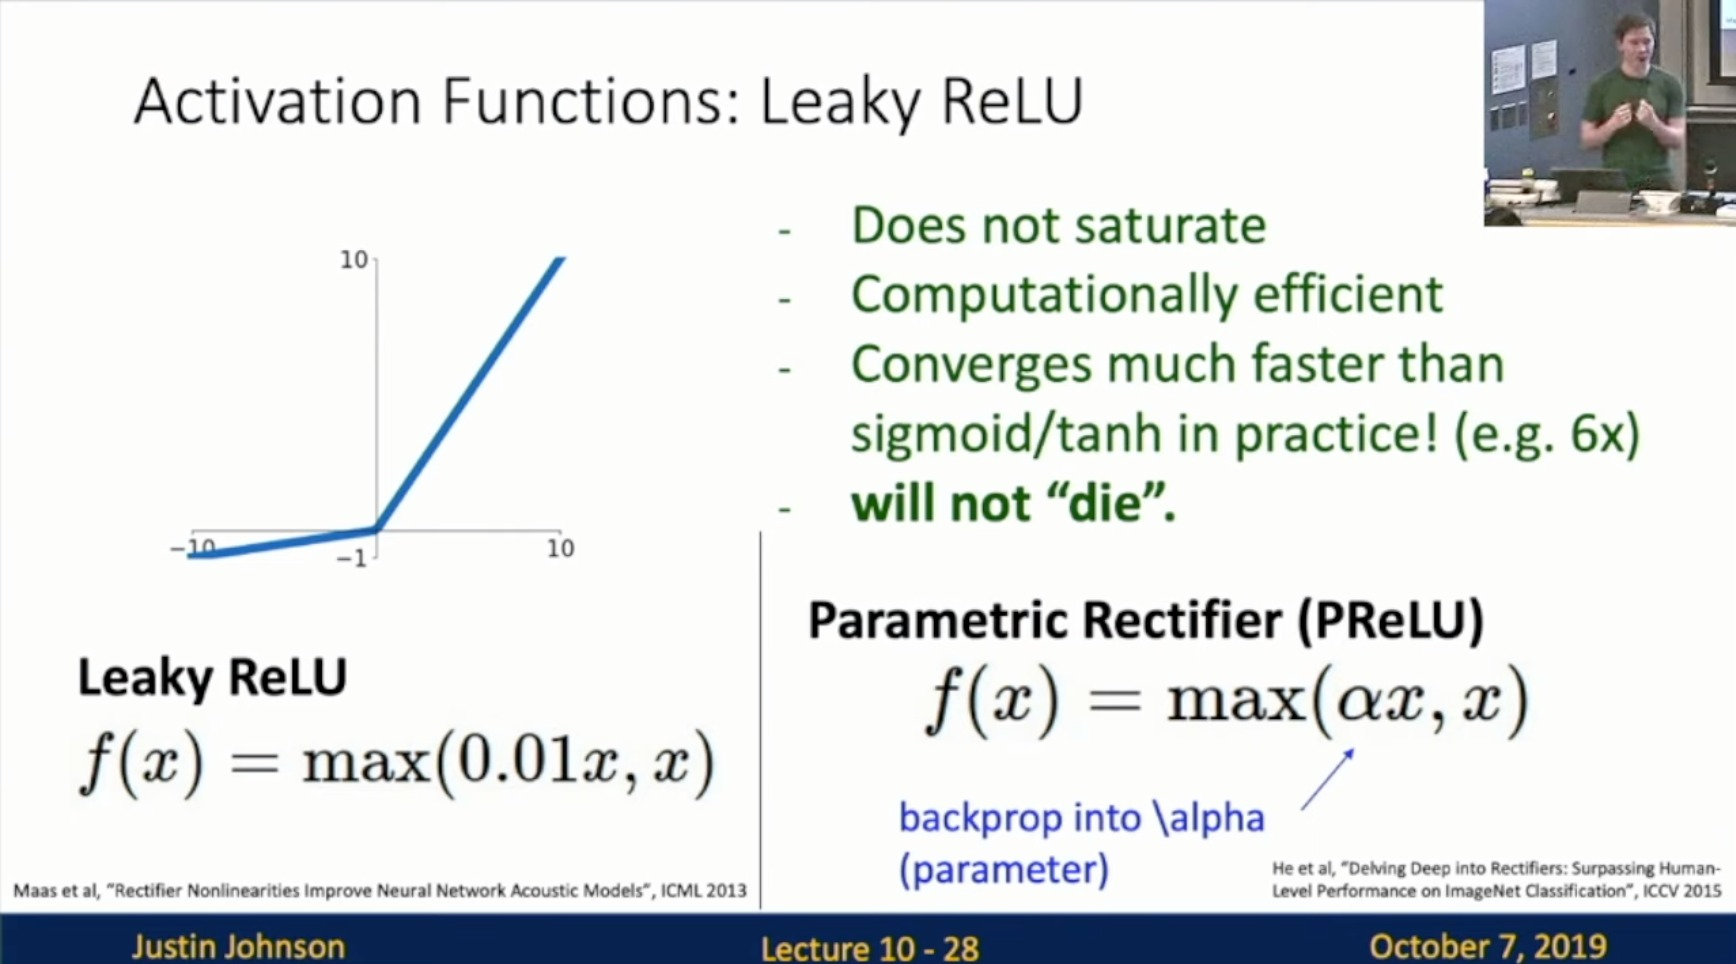 Activation Functions: Leaky ReLU
- Does not saturate
- Computationally efficient
- Converges much faster than
sigmoid/tanh in practice! (e.g. 6x)
- will not “die”.
10
−10
−1
10
Leaky ReLU
f(x) = max(0.01x, x)
Maas et al, “Rectifier Nonlinearities Improve Neural Network Acoustic Models”, ICML 2013
Parametric Rectifier (PReLU)
f(x) = max(αx, x)
backprop into \alpha
(parameter)
He et al, “Delving Deep into Rectifiers: Surpassing Human-
Level Performance on ImageNet Classification”, ICCV 2015
Justin Johnson
Lecture 10 - 28
October 7, 2019